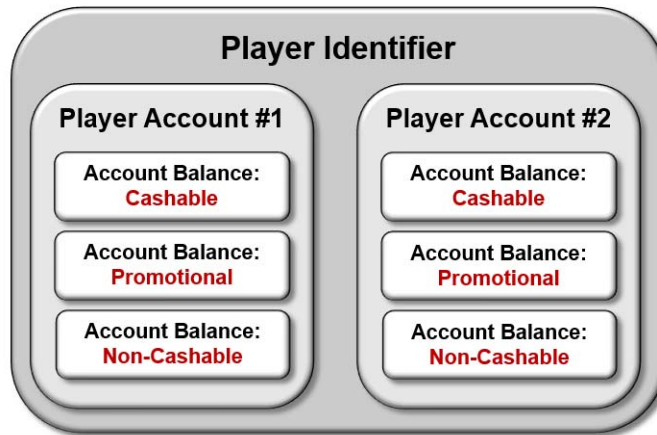 Player Identifier
Player Account #1
Account Balance:
Cashable
Account Balance:
Promotional
Account Balance:
Non-Cashable
Player Account #2
Account Balance:
Cashable
Account Balance:
Promotional
Account Balance:
Non-Cashable